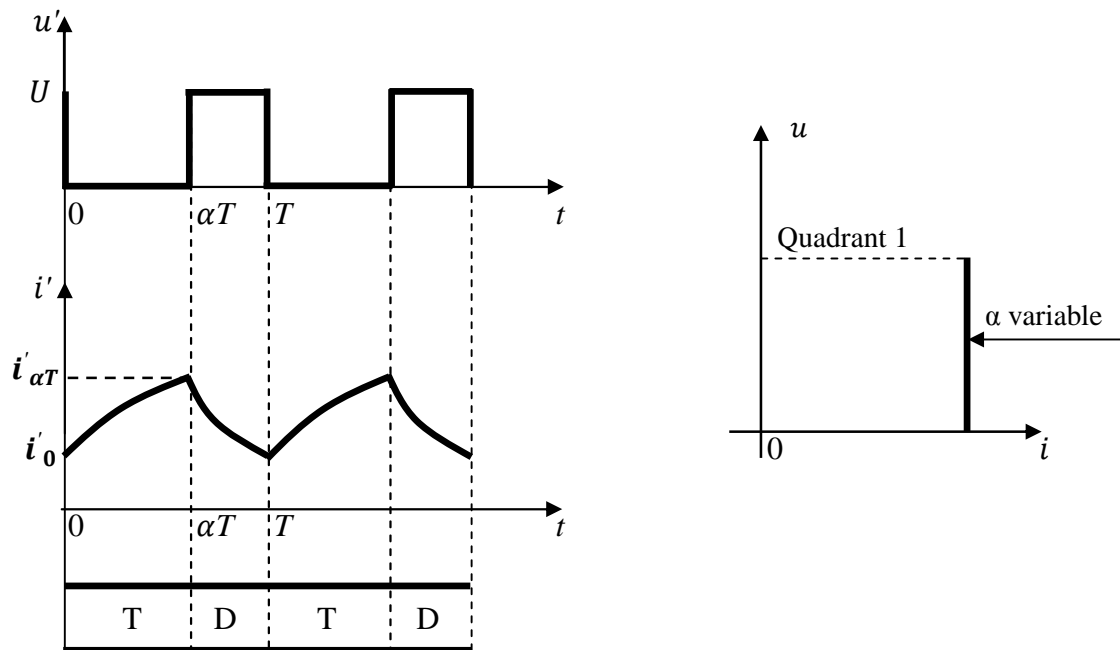 u'
U
0 αT T t
i'
i'αT
i'0
0 αT T t
T D T D
u
Quadrant 1
α variable
0 i